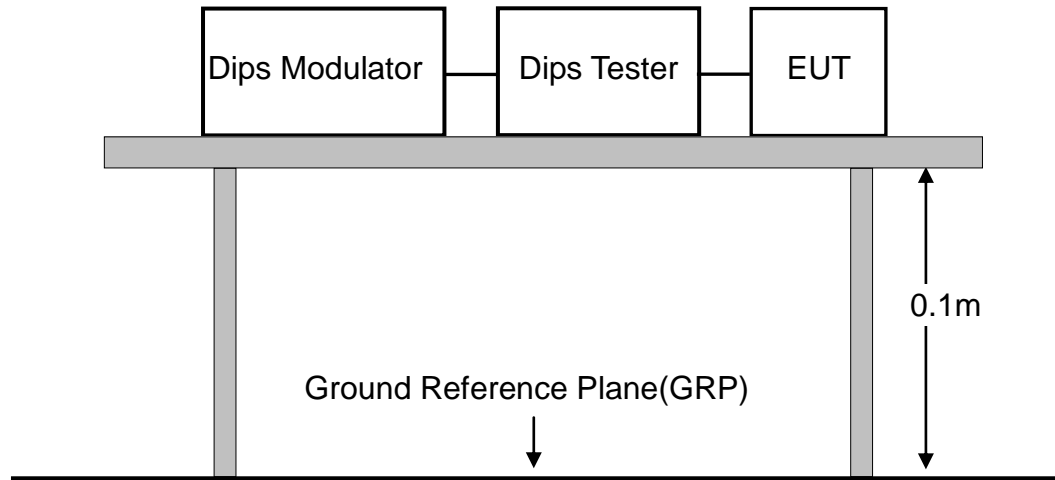 Dips Modulator
Dips Tester
EUT
0.1m
Ground Reference Plane(GRP)